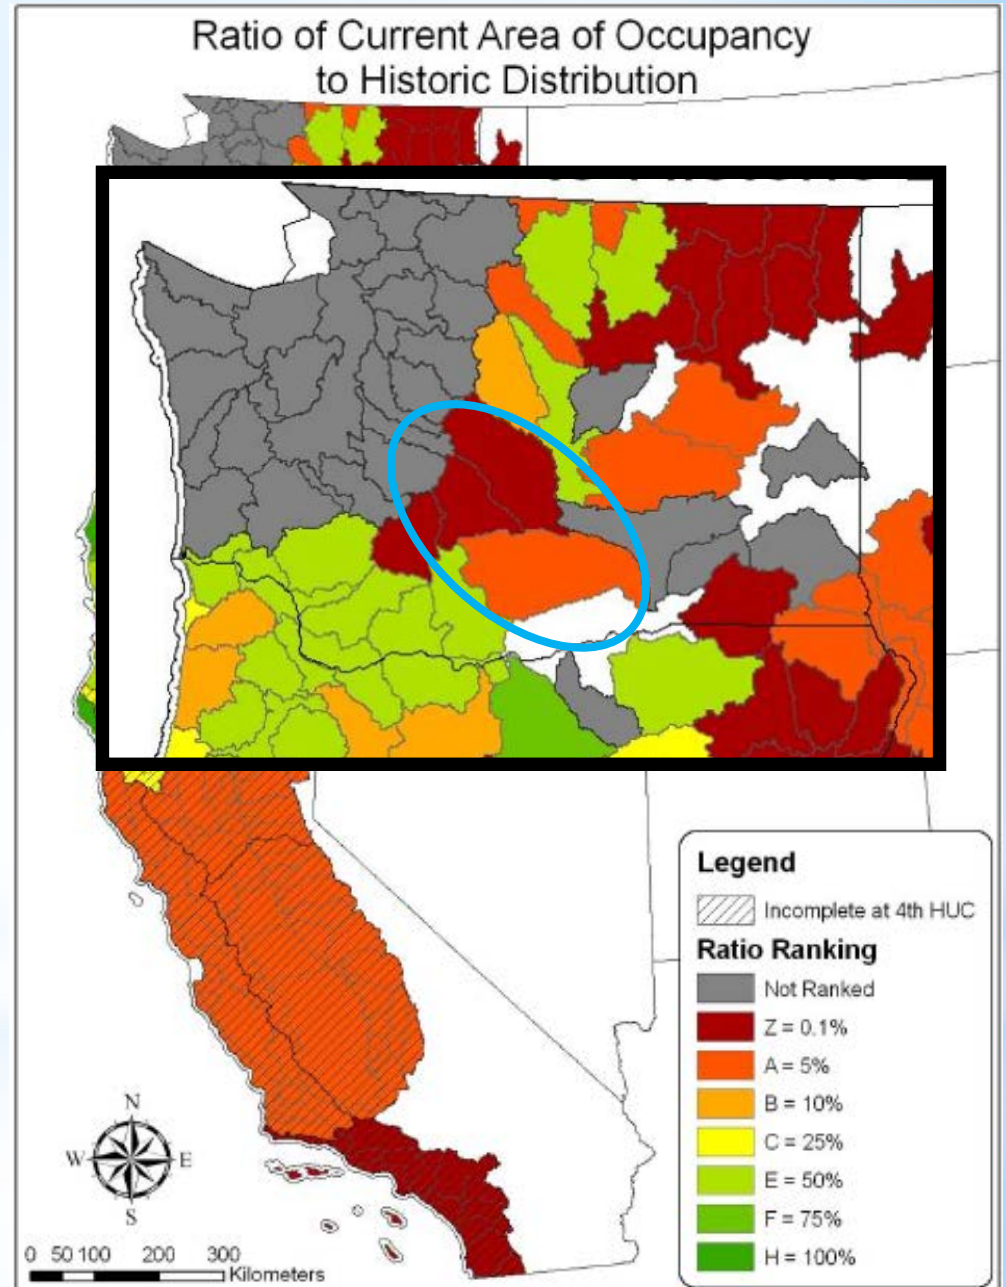 Ratio of Current Area of Occupancy
to Historic Distribution
Legend
Incomplete at 4th HUC
Ratio Ranking
Not Ranked
Z = 0.1%
A = 5%
B = 10%
C = 25%
E = 50%
F = 75%
H = 100%
N
W E
S
0 50 100 200 300
Kilometers